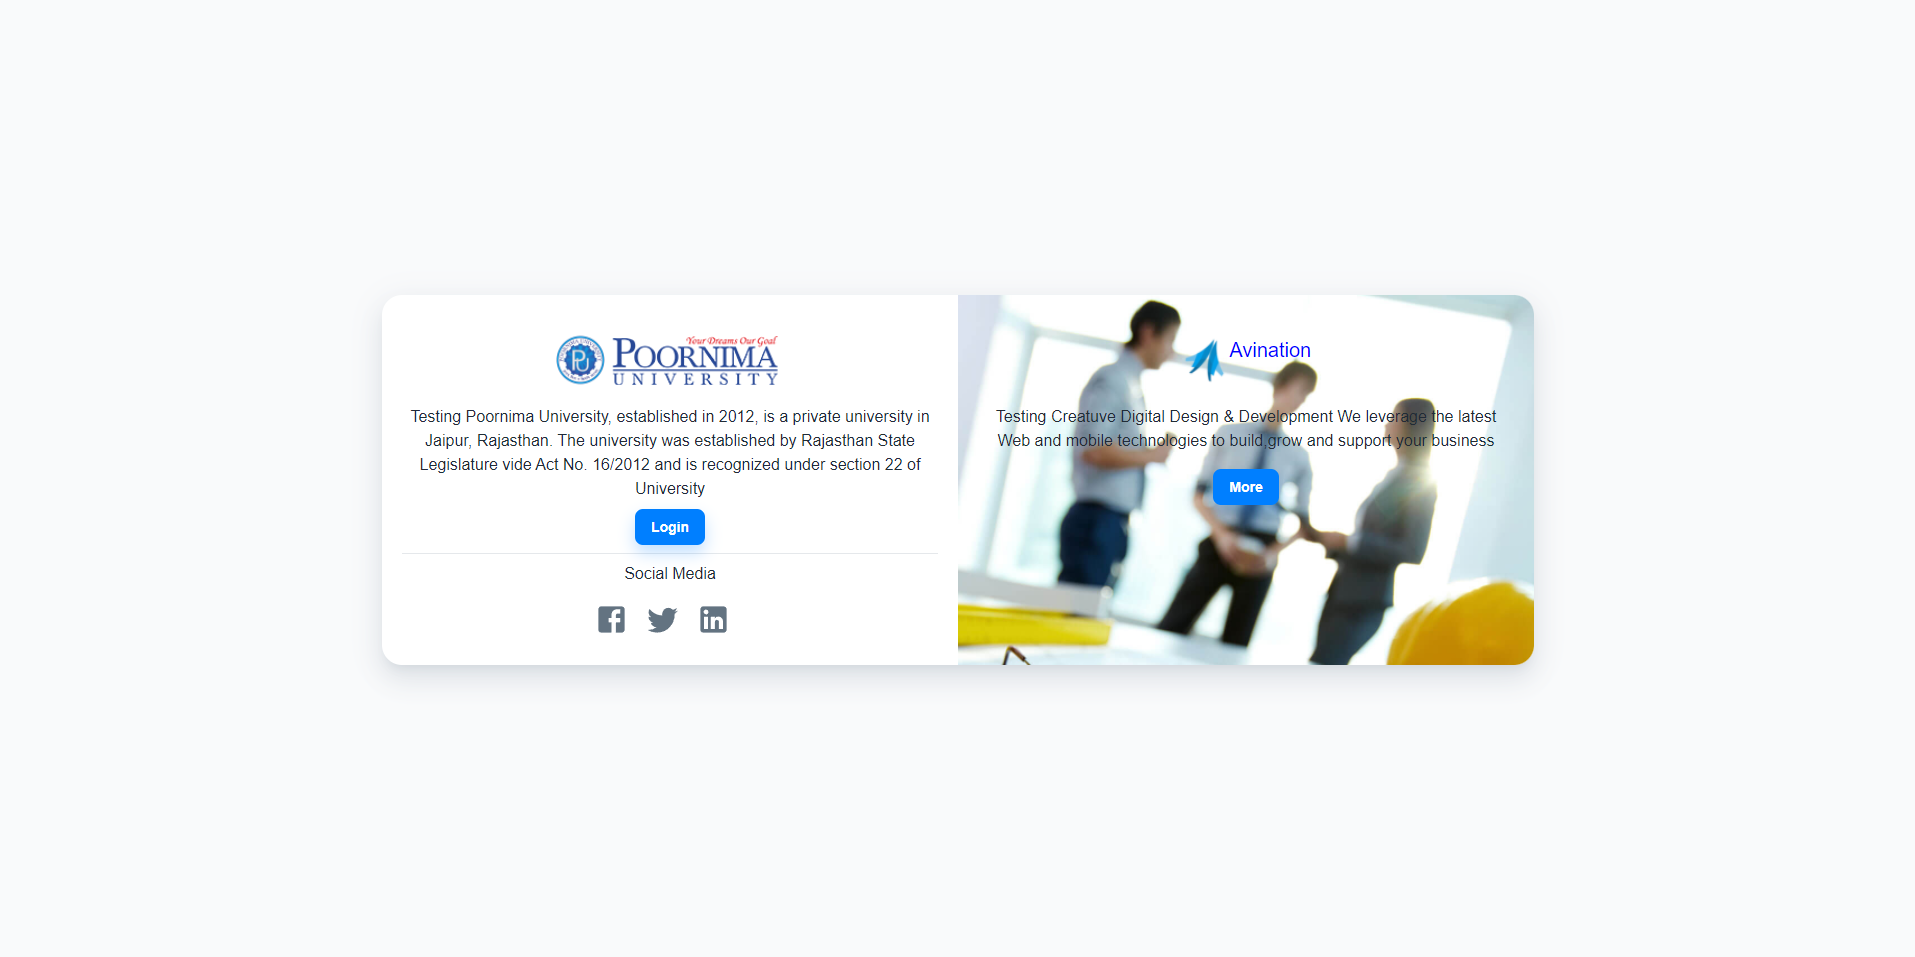 Your Dreams Our Goal
POORNIMA
UNIVERSITY
Testing Poornima University, established in 2012, is a private university in
Jaipur, Rajasthan. The university was established by Rajasthan State
Legislature vide Act No. 16/2012 and is recognized under section 22 of
University
Login
Social Media
Avination
Testing Creatuve Digital Design & Development We leverage the latest
Web and mobile technologies to build,grow and support your business
More